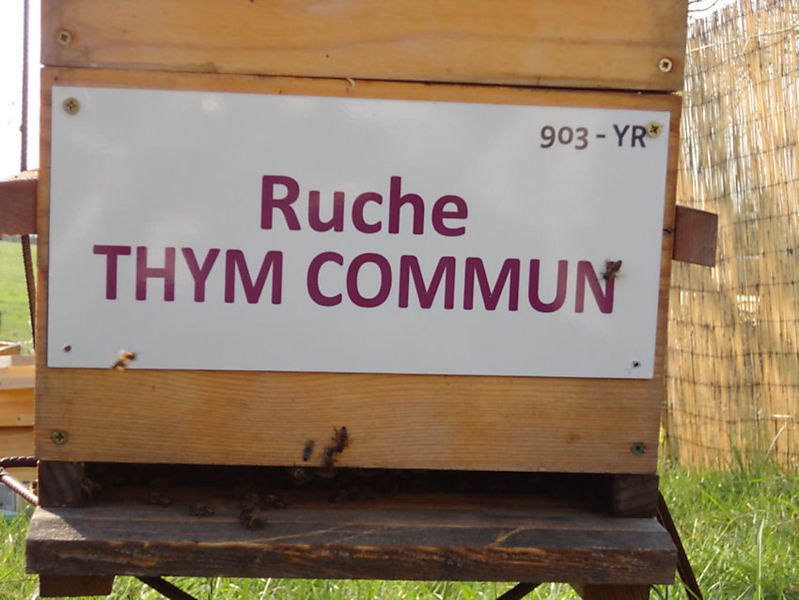 903 - YR
Ruche
THYM COMMUN